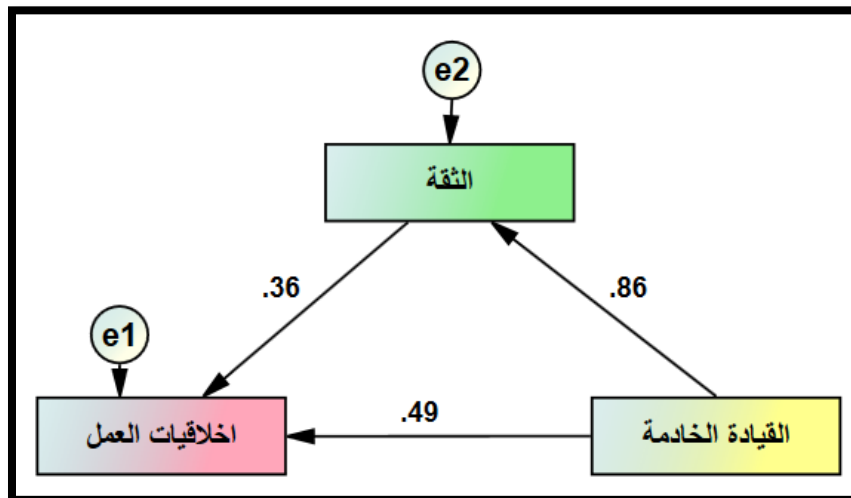 e2
الثقة
.36
.86
e1
.49
اخلاقيات العمل
القيادة الخادمة